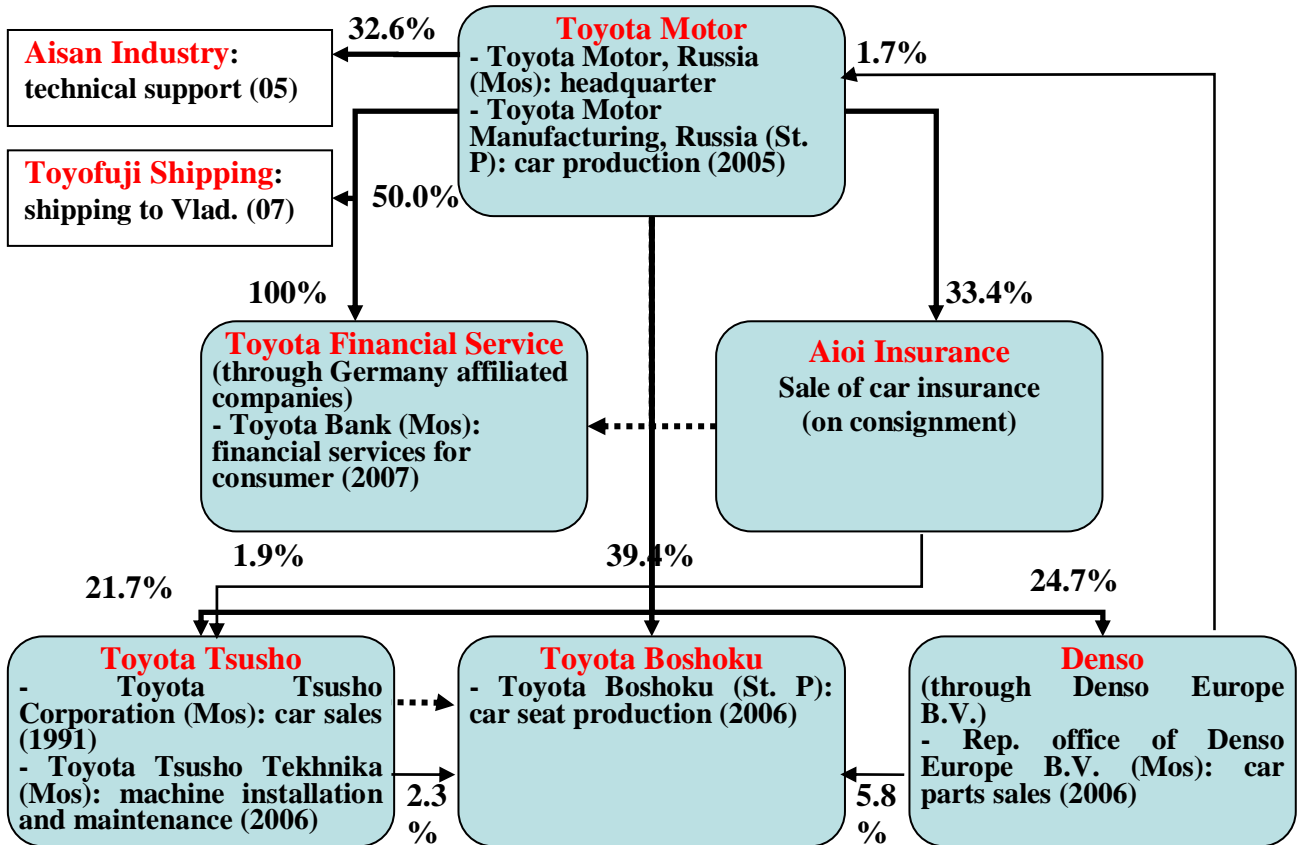 32.6%
Toyota Motor
- Toyota Motor, Russia
(Mos): headquarter
- Toyota Motor
Manufacturing, Russia (St.
P): car production (2005)
1.7%
Aisan Industry:
technical support (05)
Toyofuji Shipping:
shipping to Vlad. (07)
50.0%
100%
33.4%
Toyota Financial Service
(through Germany affiliated
companies)
- Toyota Bank (Mos):
financial services for
consumer (2007)
Aioi Insurance
Sale of car insurance
(on consignment)
1.9%
39.4%
21.7%
24.7%
Toyota Tsusho
- Toyota Tsusho
Corporation (Mos): car sales
(1991)
- Toyota Tsusho Tekhnika
(Mos): machine installation
and maintenance (2006)
2.3
%
Toyota Boshoku
- Toyota Boshoku (St. P):
car seat production (2006)
5.8
%
Denso
(through Denso Europe
B.V.)
- Rep. office of Denso
Europe B.V. (Mos): car
parts sales (2006)